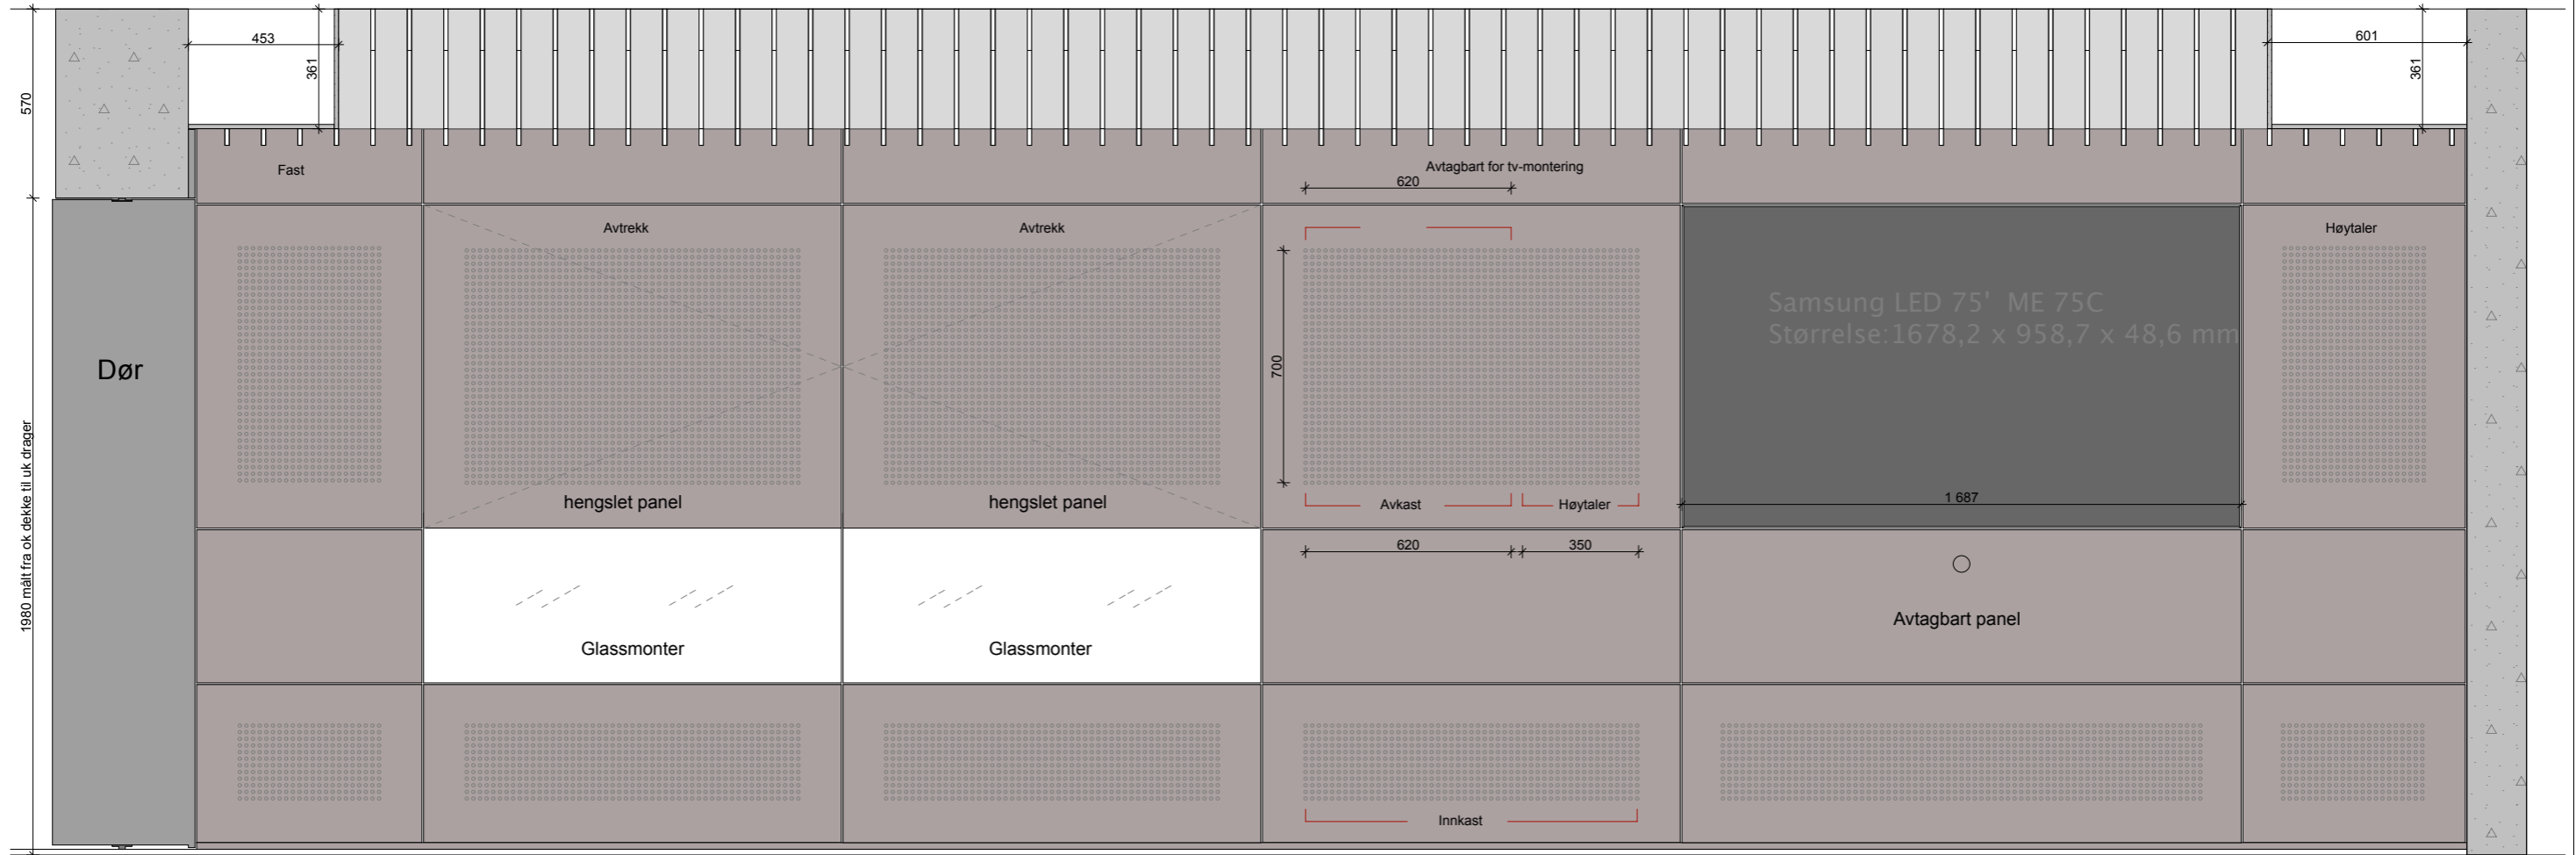 453
601
361
361
570
Fast
Avtagbart for tv-montering
620
Avtrekk
Avtrekk
Høytaler
Samsung LED 75' ME 75C
Størrelse:1678,2 x 958,7 x 48,6 mm
Dør
700
hengslet panel
hengslet panel
Avkast
Høytaler
1 687
1980 målt fra ok dekke til uk drager
620
350
Avtagbart panel
Glassmonter
Glassmonter
Innkast